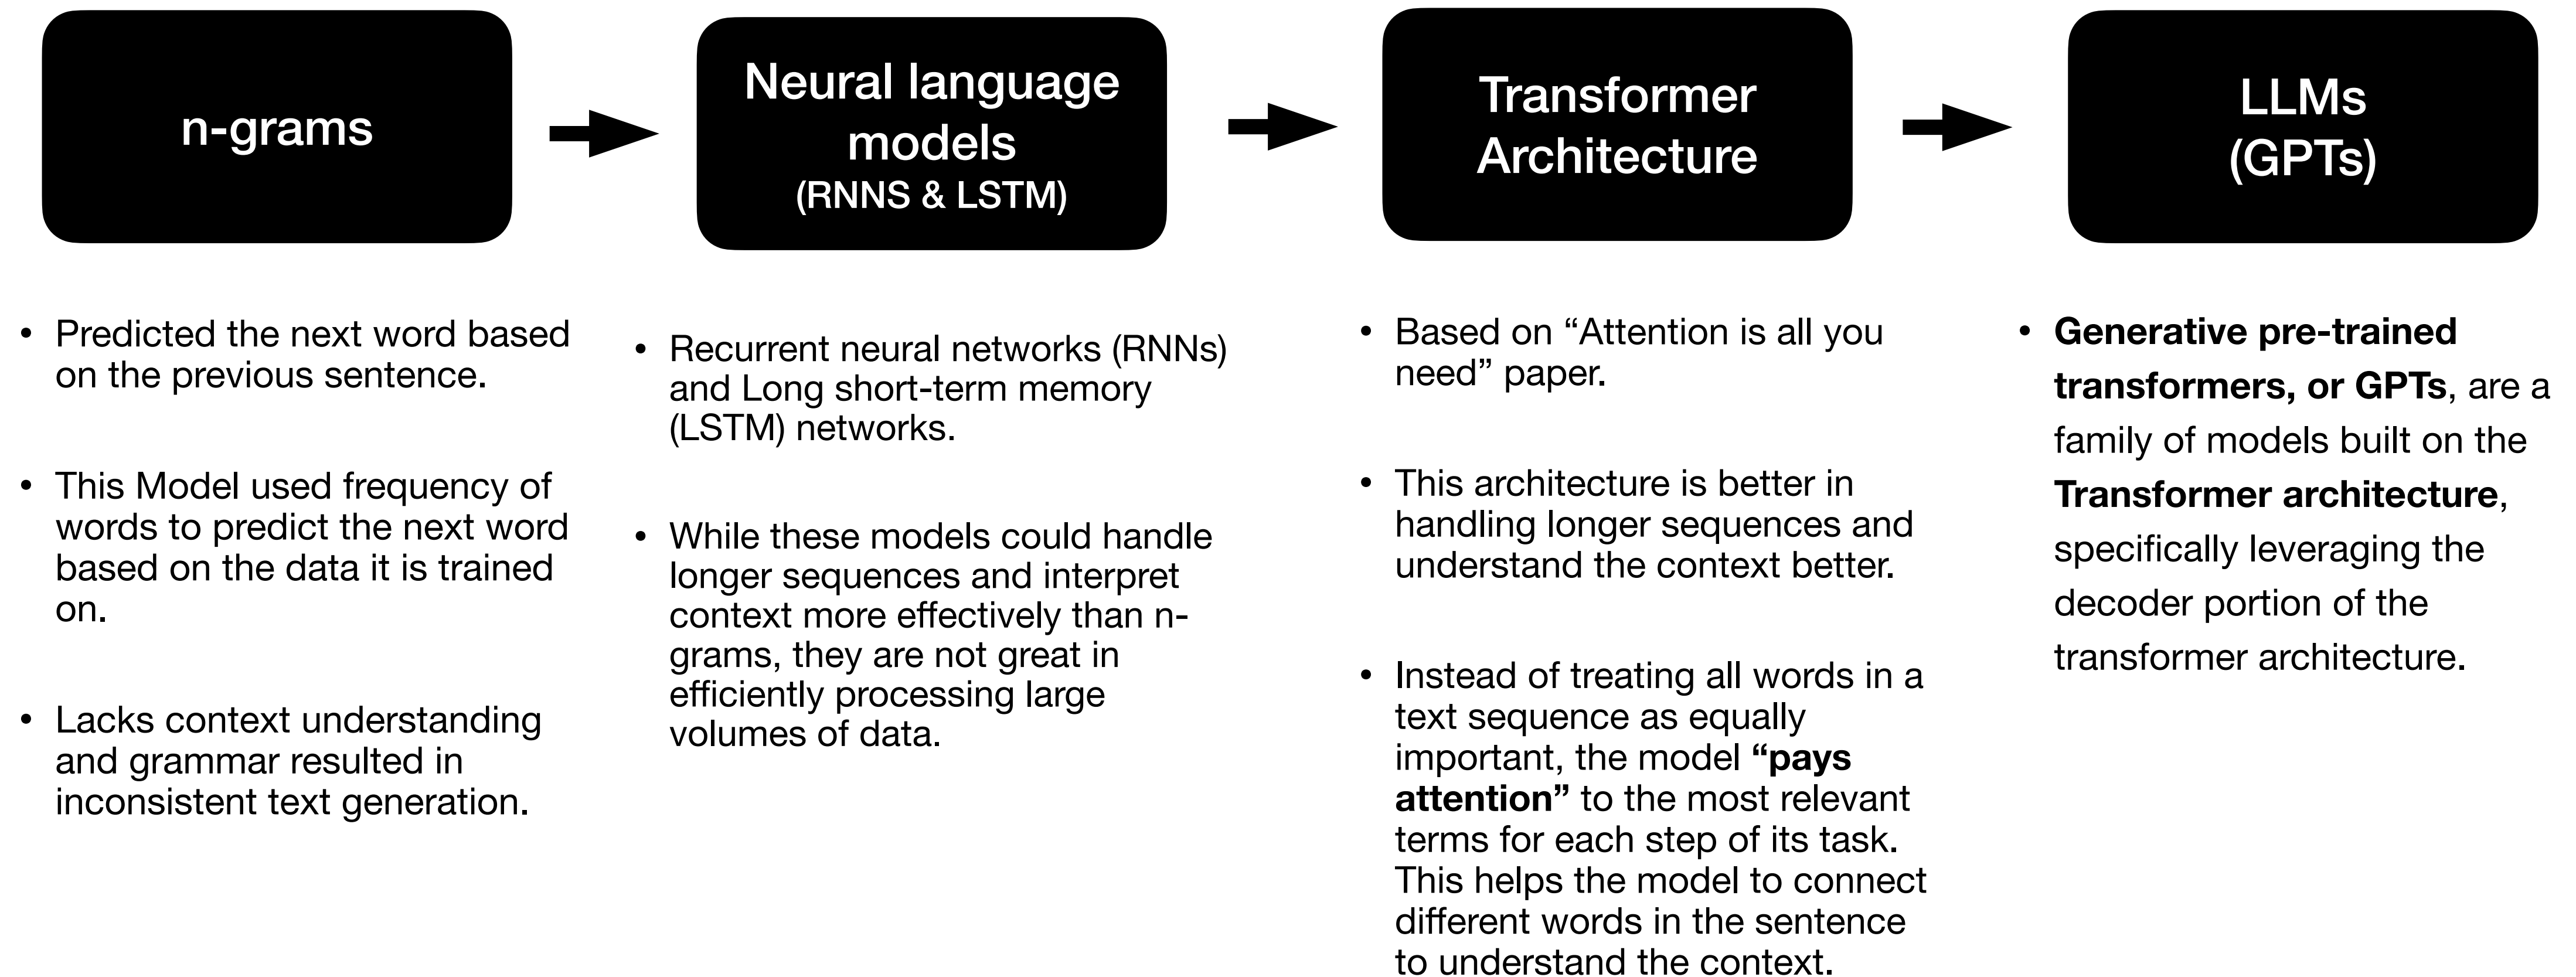 n-grams
Neural language
models
(RNNS & LSTM)
Transformer
Architecture
LLMs
(GPTs)
• Predicted the next word based
on the previous sentence.
• This Model used frequency of
words to predict the next word
based on the data it is trained
on.
• Lacks context understanding
and grammar resulted in
inconsistent text generation.
• Recurrent neural networks (RNNs)
and Long short-term memory
(LSTM) networks.
• While these models could handle
longer sequences and interpret
context more effectively than n-
grams, they are not great in
efficiently processing large
volumes of data.
• Based on “Attention is all you
need” paper.
• This architecture is better in
handling longer sequences and
understand the context better.
• Instead of treating all words in a
text sequence as equally
important, the model “pays
attention” to the most relevant
terms for each step of its task.
This helps the model to connect
different words in the sentence
to understand the context.
• Generative pre-trained
transformers, or GPTs, are a
family of models built on the
Transformer architecture,
specifically leveraging the
decoder portion of the
transformer architecture.